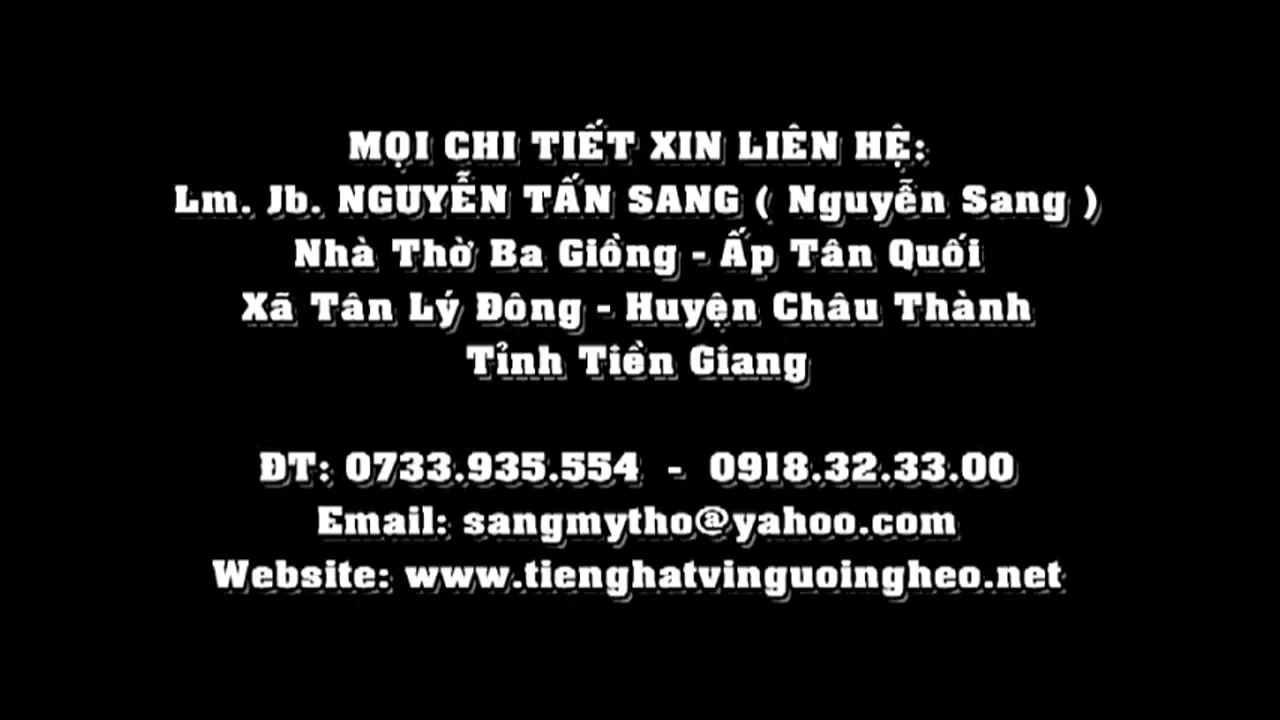 MỌI CHI TIẾT XIN LIÊN HỆ:
Lm. Jb. NGUYỄN TẤN SANG ( Nguyễn Sang )
Nhà Thờ Ba Giồng - Ấp Tân Quối
Xã Tân Lý Đông - Huyện Châu Thành
Tỉnh Tiền Giang
ĐT: 0733.935.554 - 0918.32.33.00
Email: sangmytho@yahoo.com
Website: www.tienghatvinguoingheo.net